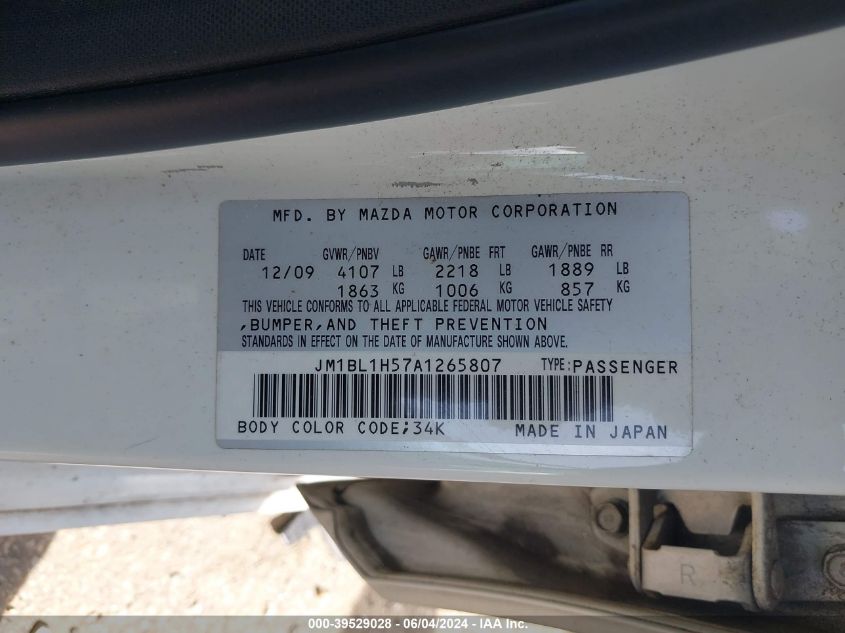 MFD. BY MAZDA MOTOR CORPORATION
DATE GVWR/PNBV GAWR/PNBE FRT GAWR/PNBE RR
12/09 4107 LB 2218 LB 1889 LB
1863 KG 1006 KG 857 KG
THIS VEHICLE CONFORMS TO ALL APPLICABLE FEDERAL MOTOR VEHICLE SAFETY
,BUMPER,AND THEFT PREVENTION
STANDARDS IN EFFECT ON THE DATE OF MANUFACTURE SHOWN ABOVE.
JM1BL1H57A1265807 TYPE:PASSENGER
BODY COLOR CODE;34K MADE IN JAPAN
R
000-39529028 - 06/04/2024 - IAA Inc.